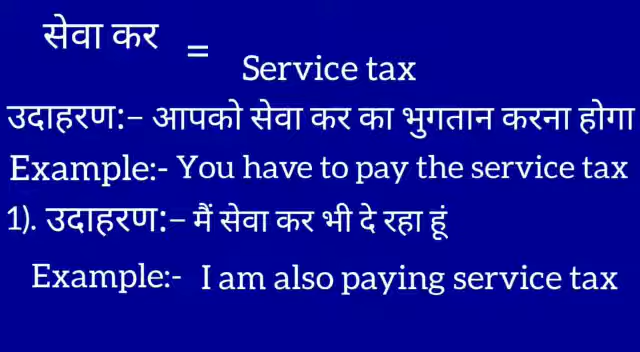 सेवा कर = Service tax
उदाहरण:– आपको सेवा कर का भुगतान करना होगा
Example:- You have to pay the service tax
1). उदाहरण:– मैं सेवा कर भी दे रहा हूं
Example:- I am also paying service tax